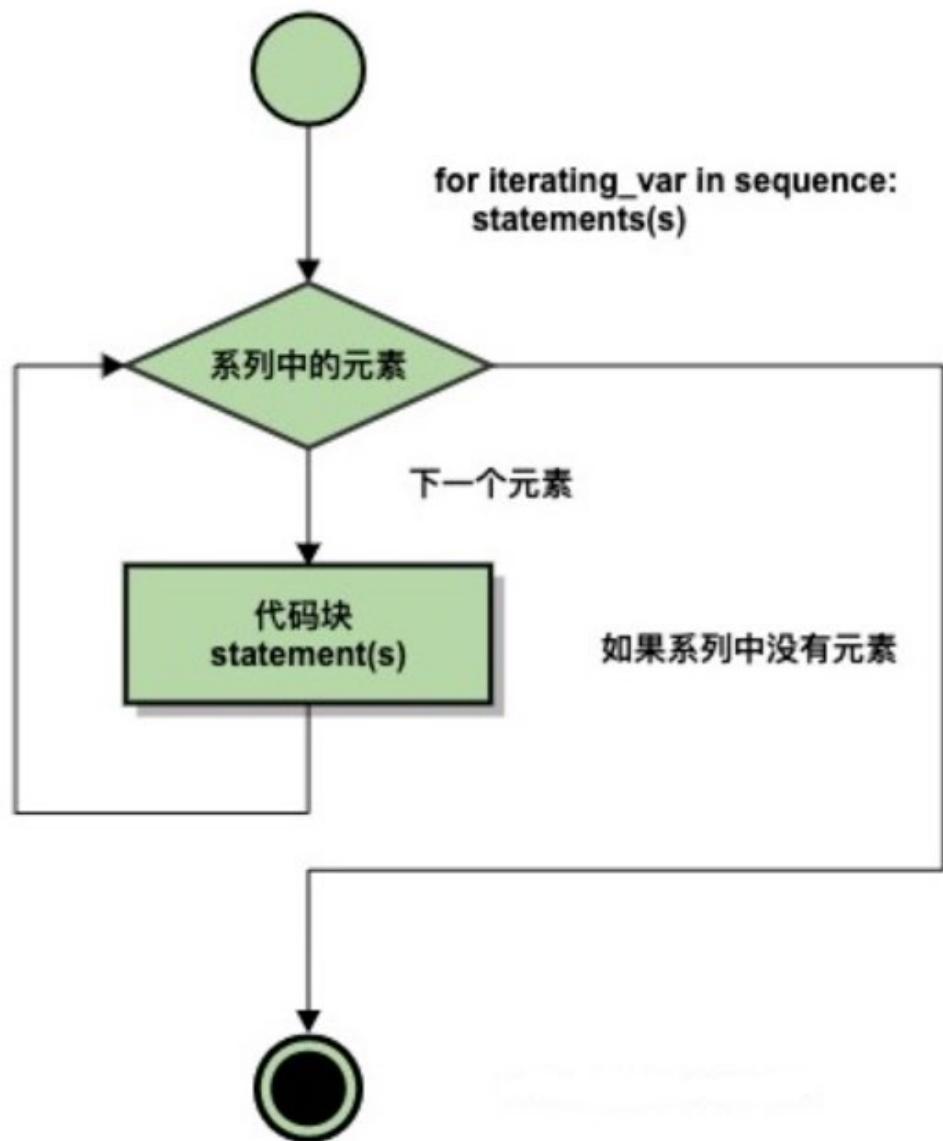 for iterating_var in sequence:
statements(s)
系列中的元素
下一个元素
代码块
statement(s)
如果系列中没有元素